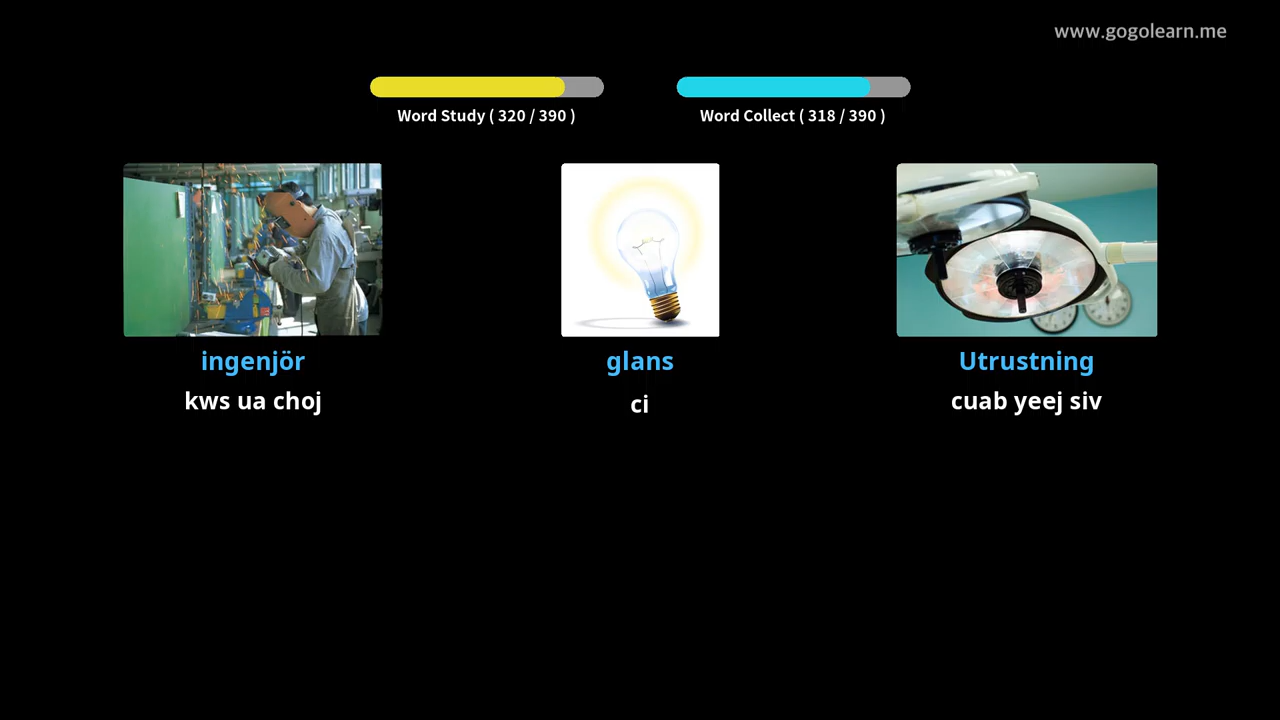 www.gogolearn.me
Word Study ( 320 / 390 )
Word Collect ( 318 / 390 )
ingenjör
glans
Utrustning
kws ua choj
ci
cuab yeej siv